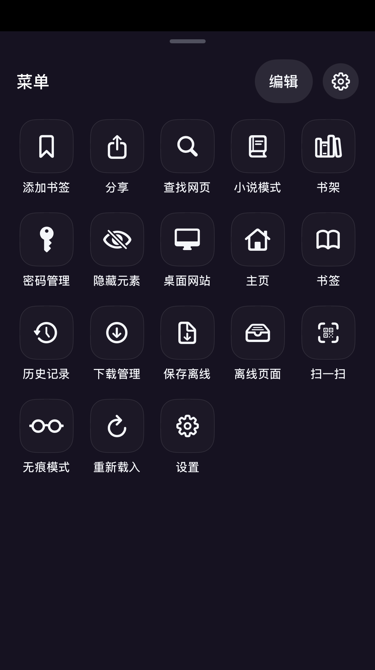 菜单
编辑
添加书签 分享 查找网页 小说模式 书架
密码管理 隐藏元素 桌面网站 主页 书签
历史记录 下载管理 保存离线 离线页面 扫一扫
无痕模式 重新载入 设置